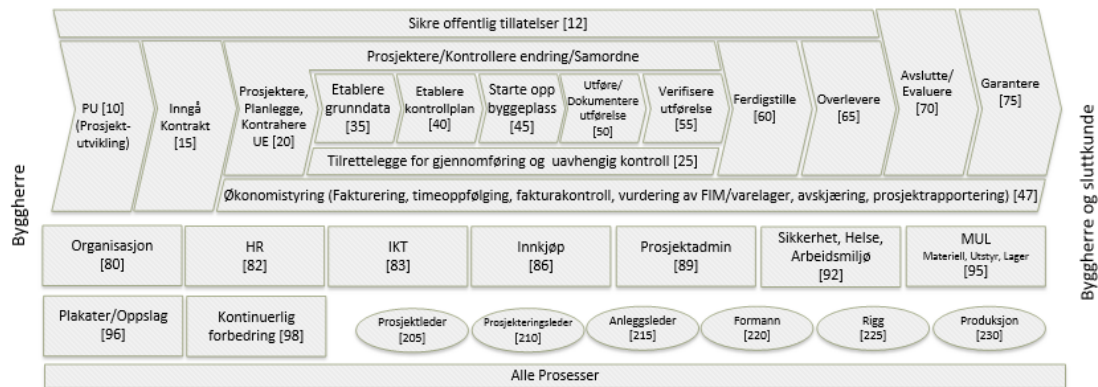 Sikre offentlig tillatelser [12]
Prosjektere/Kontrollere endring/Samordne
PU [10]
(Prosjekt-
utvikling)
Inngå
Kontrakt
[15]
Prosjektere,
Planlegge,
Kontrahere
UE [20]
Etablere
grunndata
[35]
Etablere
kontrollplan
[40]
Starte opp
byggeplass
[45]
Utføre/
Dokumentere
utførelse
[50]
Verifisere
utførelse
[55]
Ferdigstille
[60]
Overlevere
[65]
Avslutte/
Evaluere
[70]
Garantere
[75]
Tilrettelegge for gjennomføring og uavhengig kontroll [25]
Økonomistyring (Fakturering, timeoppfølging, fakturakontroll, vurdering av FIM/varelager, avskjæring, prosjektrapportering) [47]
Byggherre
Byggherre og sluttkunde
Organisasjon
[80]
HR
[82]
IKT
[83]
Innkjøp
[86]
Prosjektadmin
[89]
Sikkerhet, Helse,
Arbeidsmiljø
[92]
MUL
Materiell, Utstyr, Lager
[95]
Plakater/Oppslag
[96]
Kontinuerlig
forbedring [98]
Prosjektleder
[205]
Prosjekteringsleder
[210]
Anleggsleder
[215]
Formann
[220]
Rigg
[225]
Produksjon
[230]
Alle Prosesser